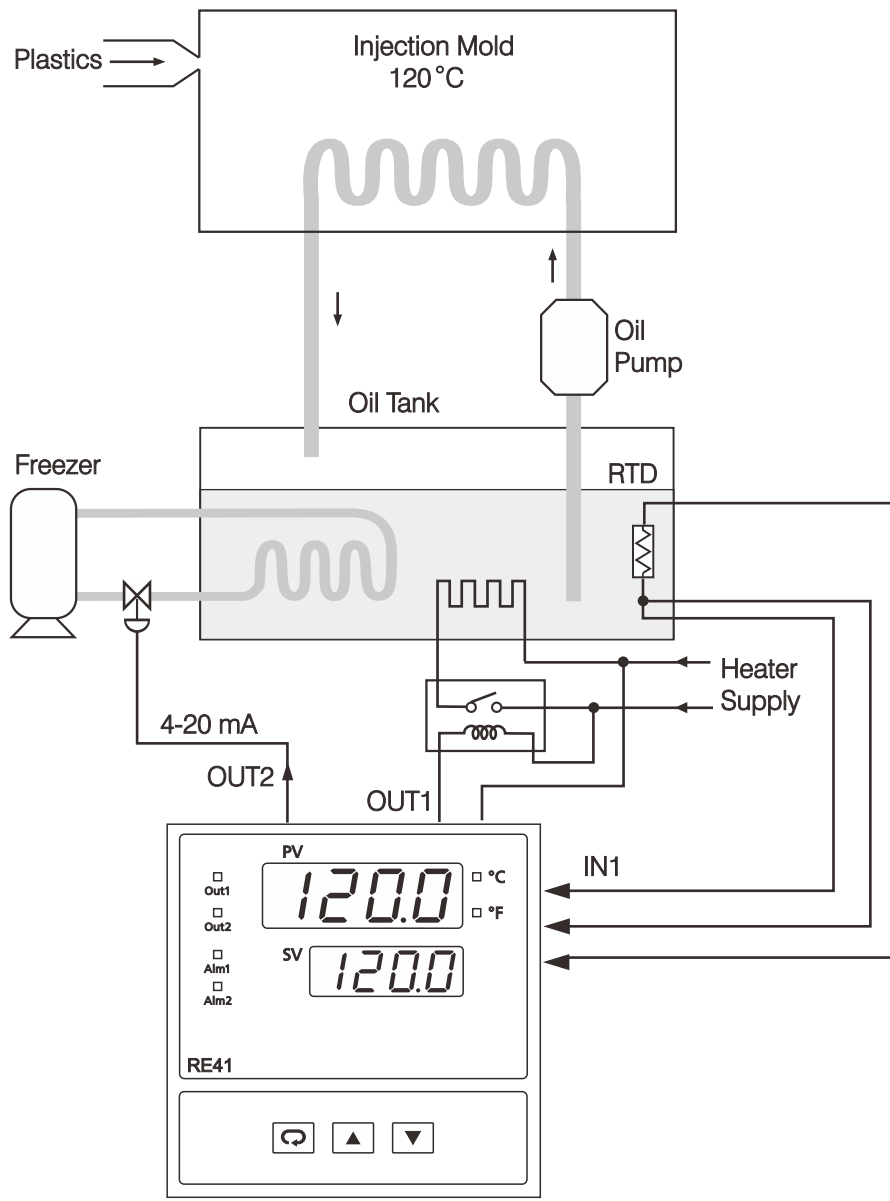 Injection Mold
120°C
Plastics
Oil
Pump
Oil Tank
Freezer
RTD
Heater
Supply
4-20 mA
OUT2
OUT1
PV
120.0
°C
°F
Out1
Out2
SV
120.0
Alm1
Alm2
IN1
RE41